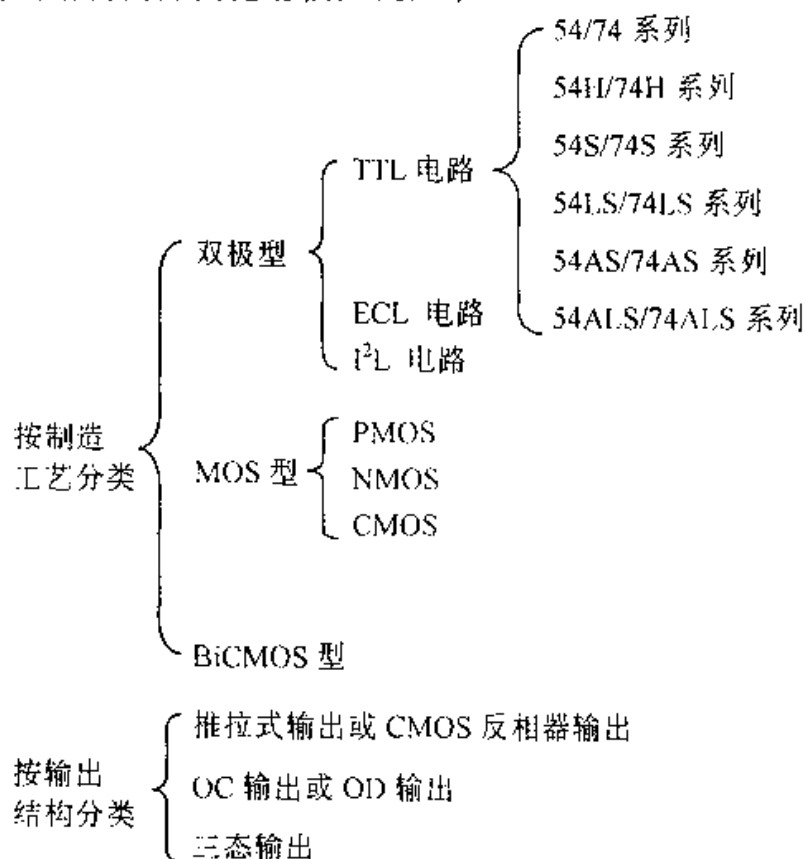 54/74 系列
54H/74H 系列
54S/74S 系列
TTL 电路
54LS/74LS 系列
双极型
54AS/74AS 系列
ECL 电路
54ALS/74ALS 系列
I²L 电路
按制造
工艺分类
PMOS
MOS 型
NMOS
CMOS
BiCMOS 型
推拉式输出或 CMOS 反相器输出
按输出
结构分类
OC 输出或 OD 输出
三态输出